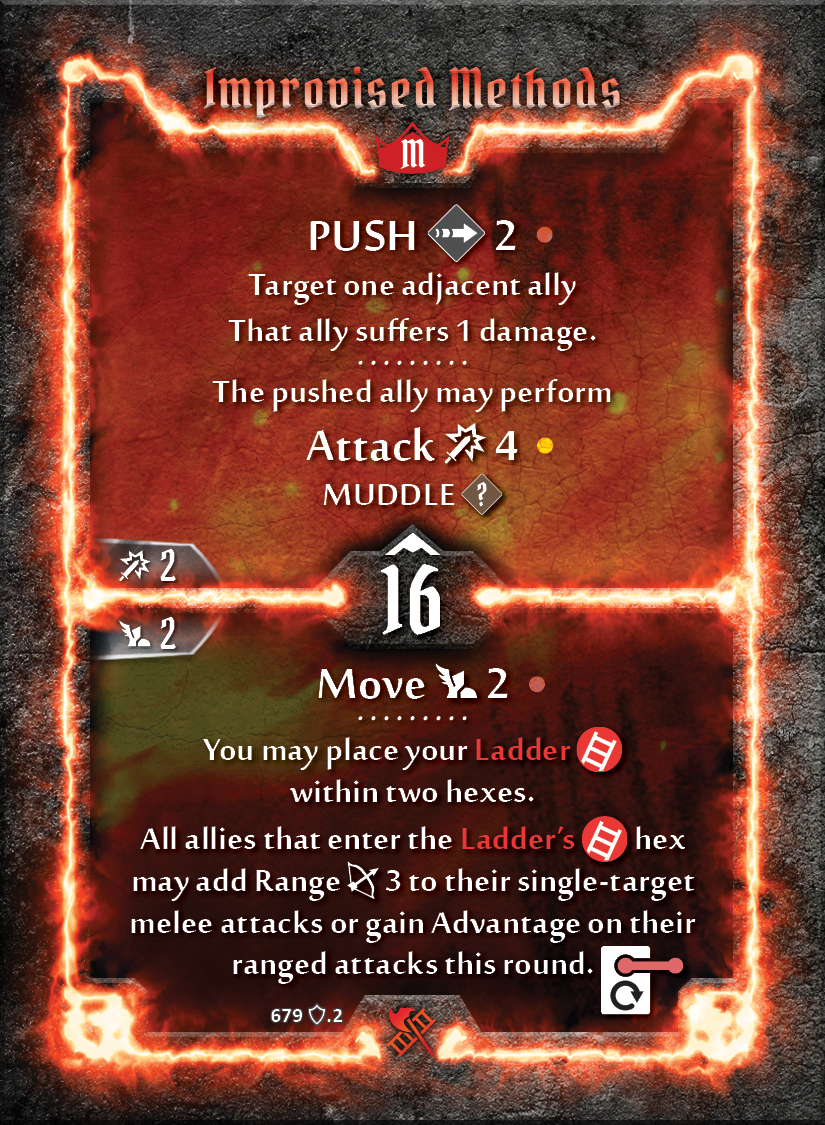 Improvised Methods
M
PUSH 2
Target one adjacent ally
That ally suffers 1 damage.
The pushed ally may perform
Attack 4
MUDDLE ?
2
16
2
Move 2
You may place your Ladder
within two hexes.
All allies that enter the Ladder's hex
may add Range 3 to their single-target
melee attacks or gain Advantage on their
ranged attacks this round.
679 .2